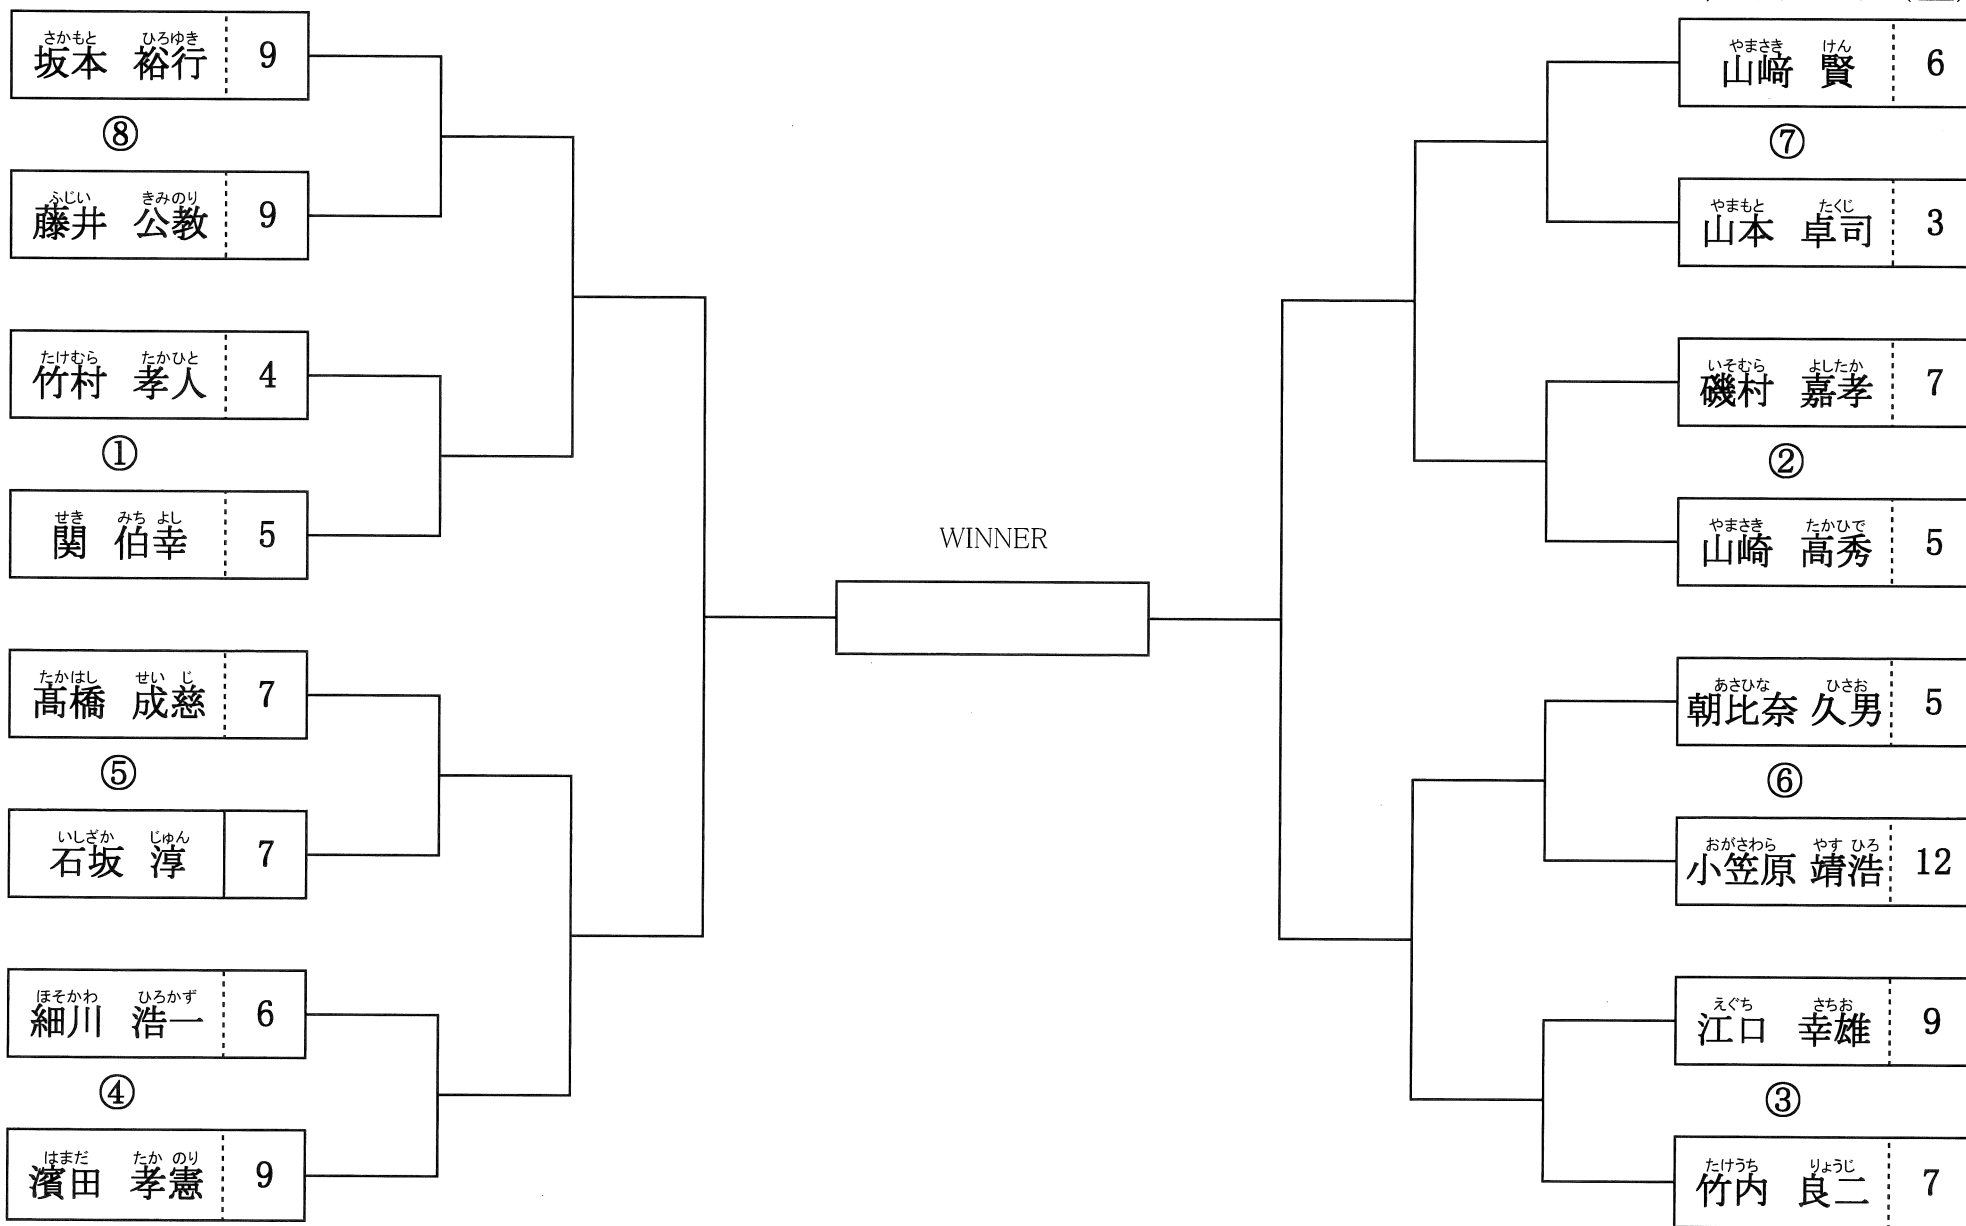 さかもと ひろゆき
坂本 裕行 9
⑧
ふじい きみのり
藤井 公教 9
たけむら たかひと
竹村 孝人 4
①
せき みち よし
関 伯幸 5
たかはし せい じ
髙橋 成慈 7
⑤
いしざか じゅん
石坂 淳 7
ほそかわ ひろかず
細川 浩一 6
④
はまだ たか のり
濱田 孝憲 9
WINNER
やまさき けん
山﨑 賢 6
⑦
やまもと たくじ
山本 卓司 3
いそむら よしたか
磯村 嘉孝 7
②
やまさき たかひで
山崎 高秀 5
あさひな ひさお
朝比奈 久男 5
⑥
おがさわら やす ひろ
小笠原 靖浩 12
えぐち さちお
江口 幸雄 9
③
たけうち りょうじ
竹内 良二 7